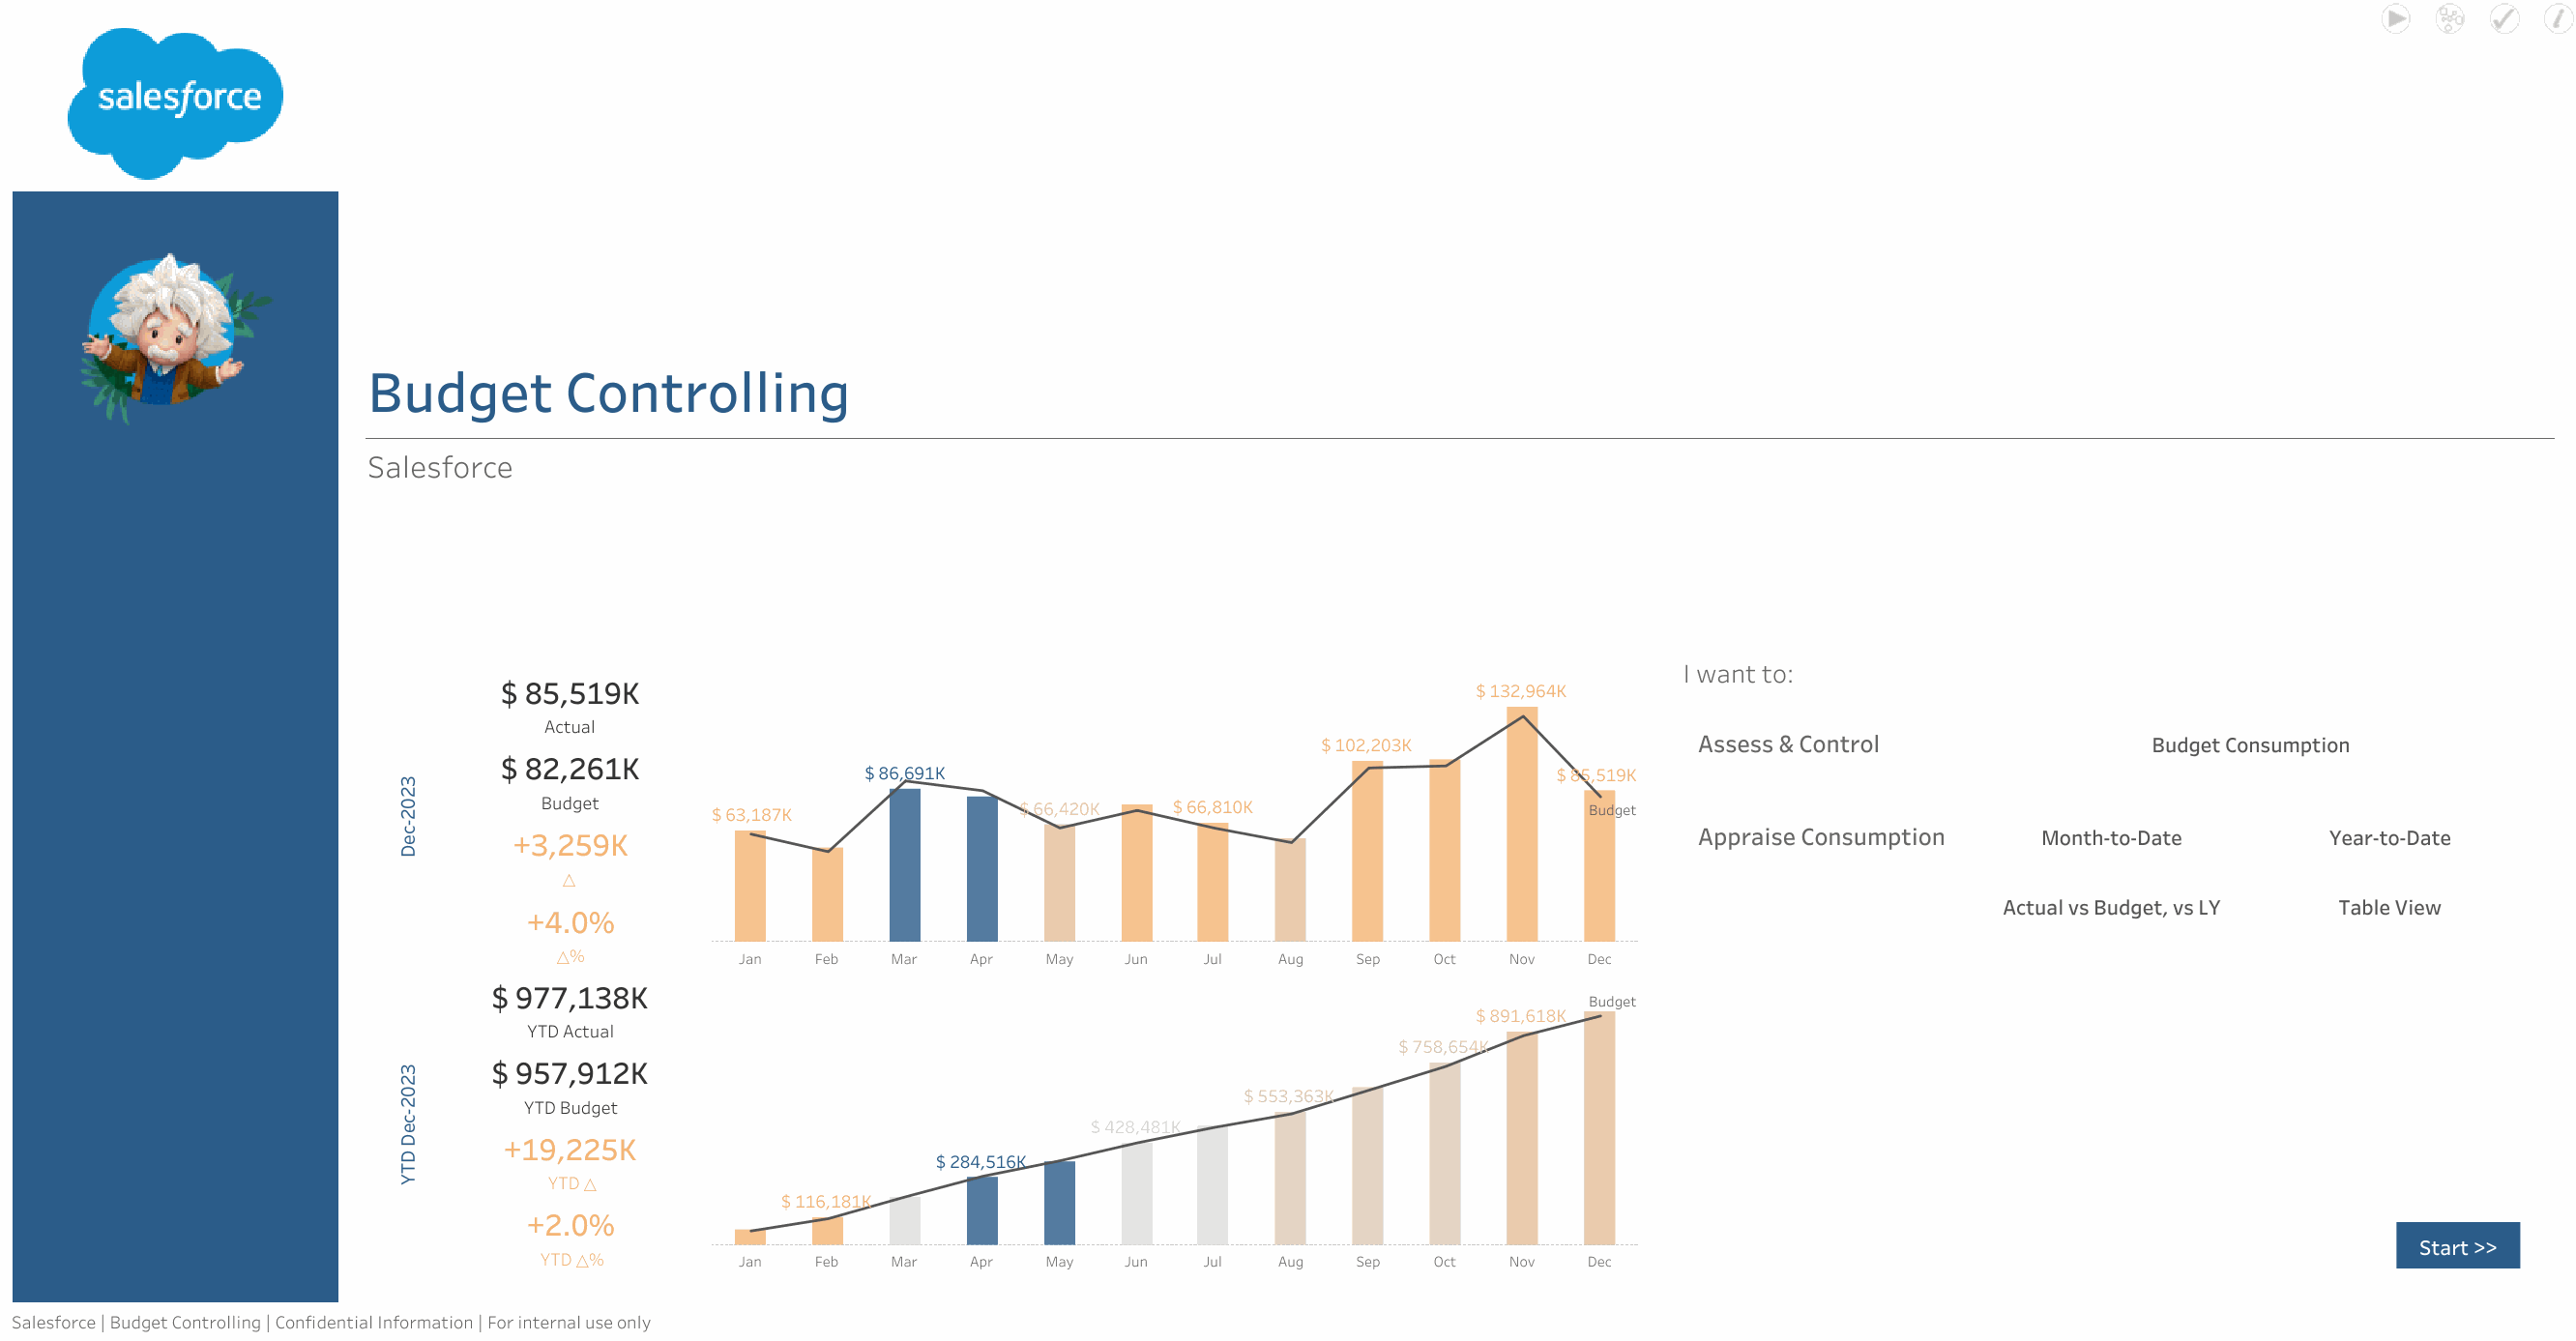 salesforce
Budget Controlling
Salesforce
Dec-2023
$ 85,519K
Actual
$ 82,261K
Budget
+3,259K
△
+4.0%
△%
$ 63,187K
$ 86,691K
$ 66,420K
$ 66,810K
$ 102,203K
$ 132,964K
$ 85,519K
Budget
Jan Feb Mar Apr May Jun Jul Aug Sep Oct Nov Dec
YTD Dec-2023
$ 977,138K
YTD Actual
$ 957,912K
YTD Budget
+19,225K
YTD △
+2.0%
YTD △%
$ 116,181K
$ 284,516K
$ 428,481K
$ 553,363K
$ 758,654K
$ 891,618K
Budget
Jan Feb Mar Apr May Jun Jul Aug Sep Oct Nov Dec
I want to:
Assess & Control
Budget Consumption
Appraise Consumption
Month-to-Date
Year-to-Date
Actual vs Budget, vs LY
Table View
Start >>
Salesforce | Budget Controlling | Confidential Information | For internal use only